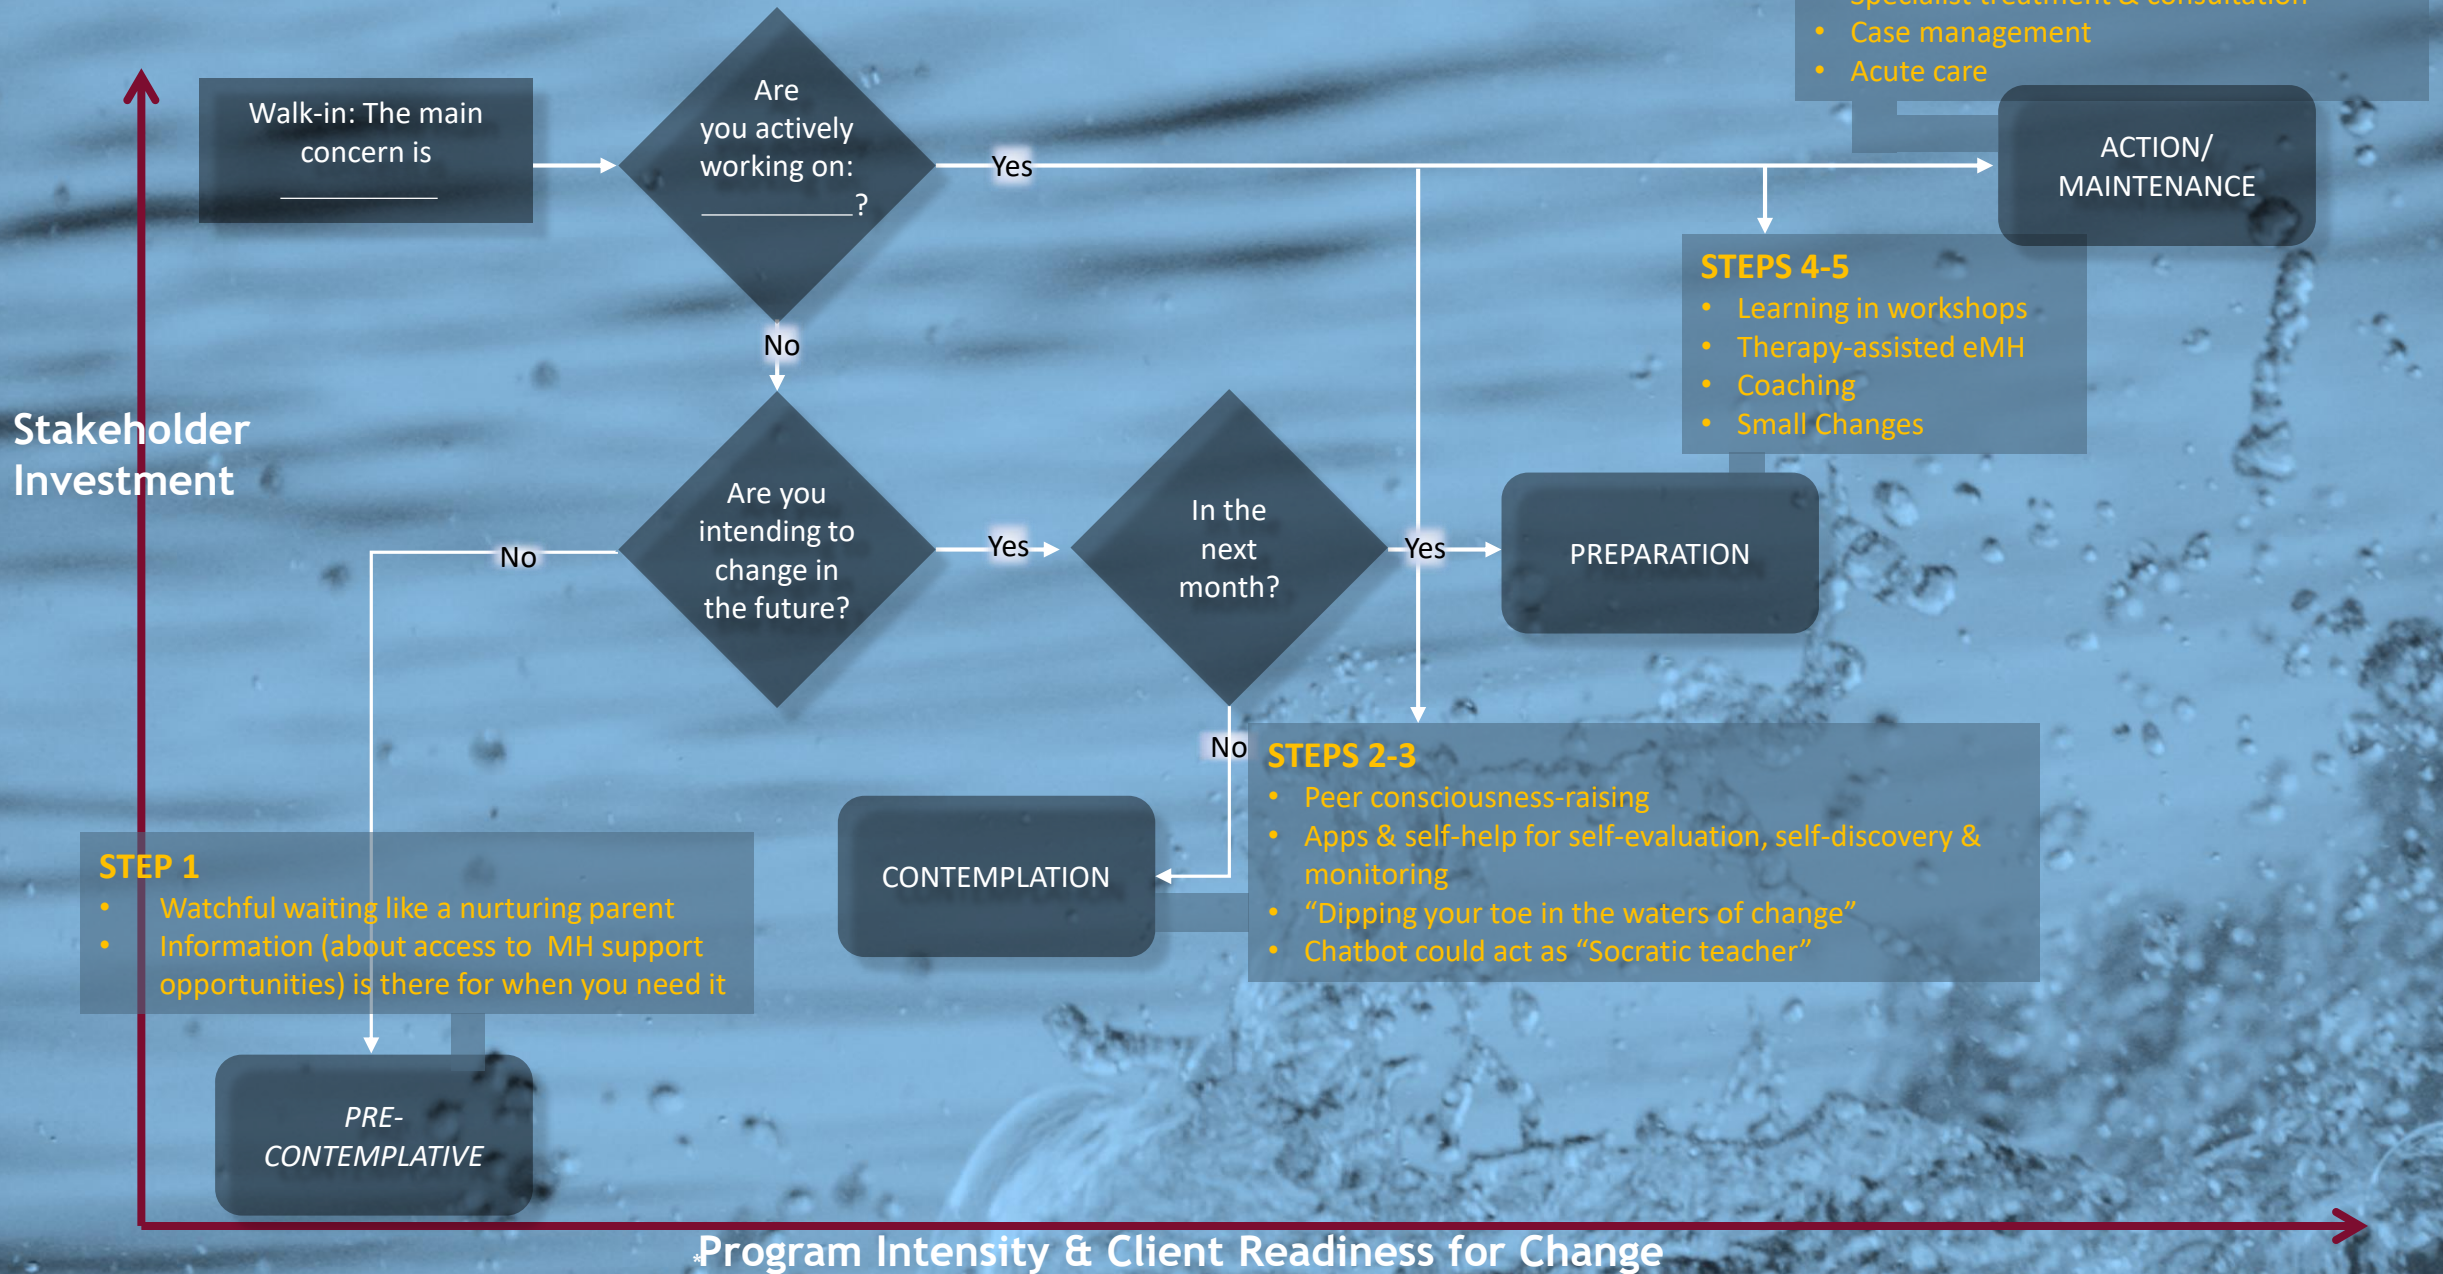 Specialist treatment & consultation
• Case management
• Acute care
Walk-in: The main
concern is
___________
Are
you actively
working on:
___________?
Yes
ACTION/
MAINTENANCE
STEPS 4-5
• Learning in workshops
• Therapy-assisted eMH
• Coaching
• Small Changes
No
Stakeholder
Investment
Are you
intending to
change in
the future?
No
Yes
In the
next
month?
Yes
PREPARATION
No
STEPS 2-3
• Peer consciousness-raising
• Apps & self-help for self-evaluation, self-discovery &
monitoring
• “Dipping your toe in the waters of change”
• Chatbot could act as “Socratic teacher”
CONTEMPLATION
STEP 1
• Watchful waiting like a nurturing parent
• Information (about access to  MH support
opportunities) is there for when you need it
PRE-
CONTEMPLATIVE
*Program Intensity & Client Readiness for Change